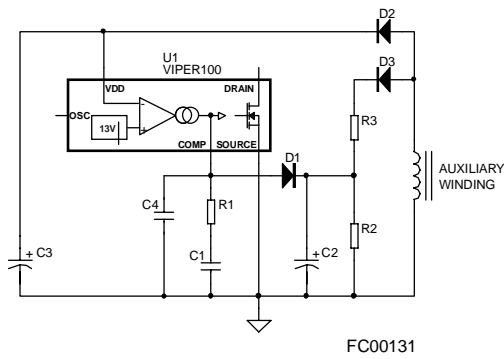 D2
U1
VIPER100
D3
VDD
DRAIN
OSC
13V
-
+
COMP SOURCE
R3
D1
AUXILIARY
WINDING
C4
R1
R2
C3
+
C1
+
C2
FC00131